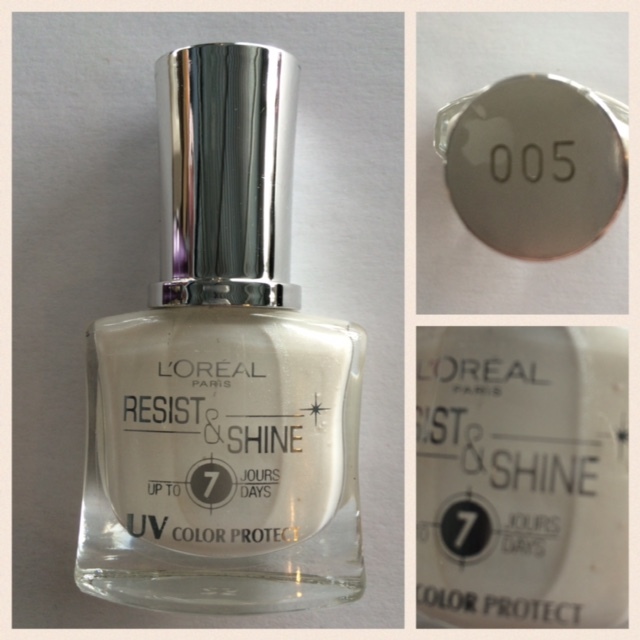 L'ORÉAL
PARIS
RESIST
&
SHINE
UP TO 7 JOURS
DAYS
UV COLOR PROTECT
005
L'ORÉAL
PARIS
IST
& SHINE
7 JOURS
DAYS
COLOR PROTECT